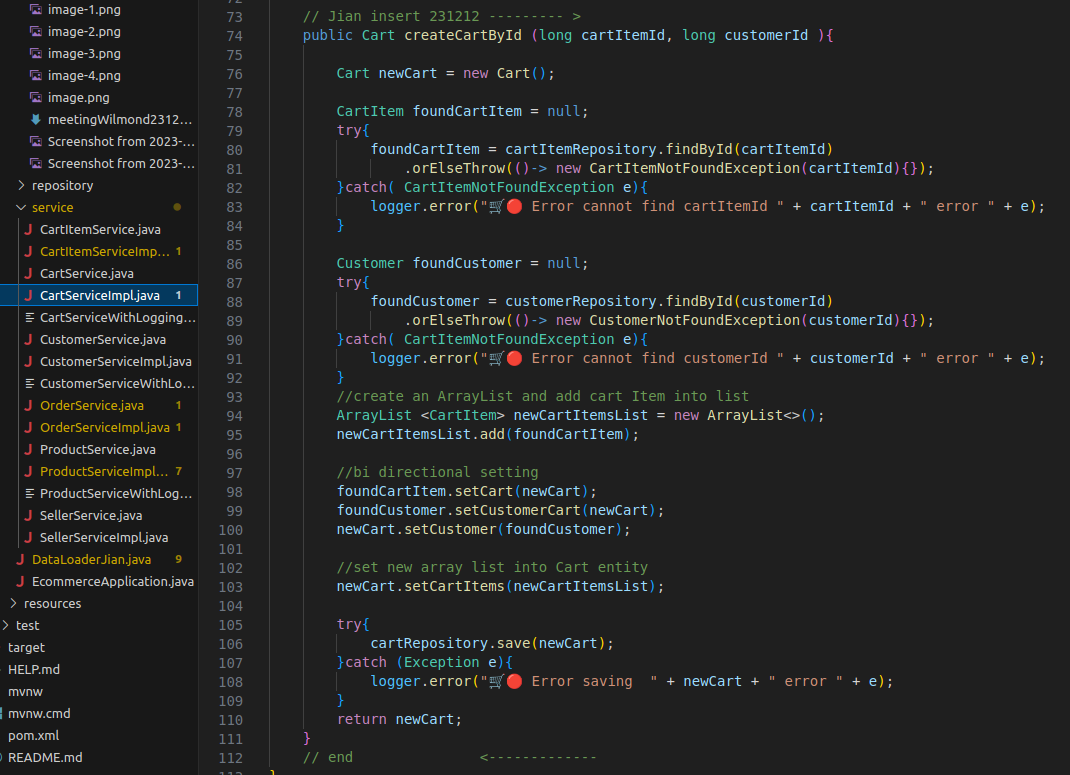 image-1.png
image-2.png
image-3.png
image-4.png
image.png
meetingWilmond2312...
Screenshot from 2023-...
Screenshot from 2023-...
repository
service
CartItemService.java
CartItemServiceImp... 1
CartService.java
CartServiceImpl.java 1
CartServiceWithLogging...
CustomerService.java
CustomerServiceImpl.java
CustomerServiceWithLo...
OrderService.java 1
OrderServiceImpl.java 1
ProductService.java
ProductServiceImpl... 7
ProductServiceWithLog...
SellerService.java
SellerServiceImpl.java
DataLoaderJian.java 9
EcommerceApplication.java
resources
test
target
HELP.md
mvnw
mvnw.cmd
pom.xml
README.md
72
73 // Jian insert 231212 --------- >
74 public Cart createCartById (long cartItemId, long customerId ){
75
76 Cart newCart = new Cart();
77
78 CartItem foundCartItem = null;
79 try{
80 foundCartItem = cartItemRepository.findById(cartItemId)
81 .orElseThrow(()-> new CartItemNotFoundException(cartItemId){});
82 }catch( CartItemNotFoundException e){
83 logger.error("🛒🔴 Error cannot find cartItemId " + cartItemId + " error " + e);
84 }
85
86 Customer foundCustomer = null;
87 try{
88 foundCustomer = customerRepository.findById(customerId)
89 .orElseThrow(()-> new CustomerNotFoundException(customerId){});
90 }catch( CartItemNotFoundException e){
91 logger.error("🛒🔴 Error cannot find customerId " + customerId + " error " + e);
92 }
93 //create an ArrayList and add cart Item into list
94 ArrayList <CartItem> newCartItemsList = new ArrayList<>();
95 newCartItemsList.add(foundCartItem);
96
97 //bi directional setting
98 foundCartItem.setCart(newCart);
99 foundCustomer.setCustomerCart(newCart);
100 newCart.setCustomer(foundCustomer);
101
102 //set new array list into Cart entity
103 newCart.setCartItems(newCartItemsList);
104
105 try{
106 cartRepository.save(newCart);
107 }catch (Exception e){
108 logger.error("🛒🔴 Error saving  " + newCart + " error " + e);
109 }
110 return newCart;
111 }
112 // end <-------------
113 }